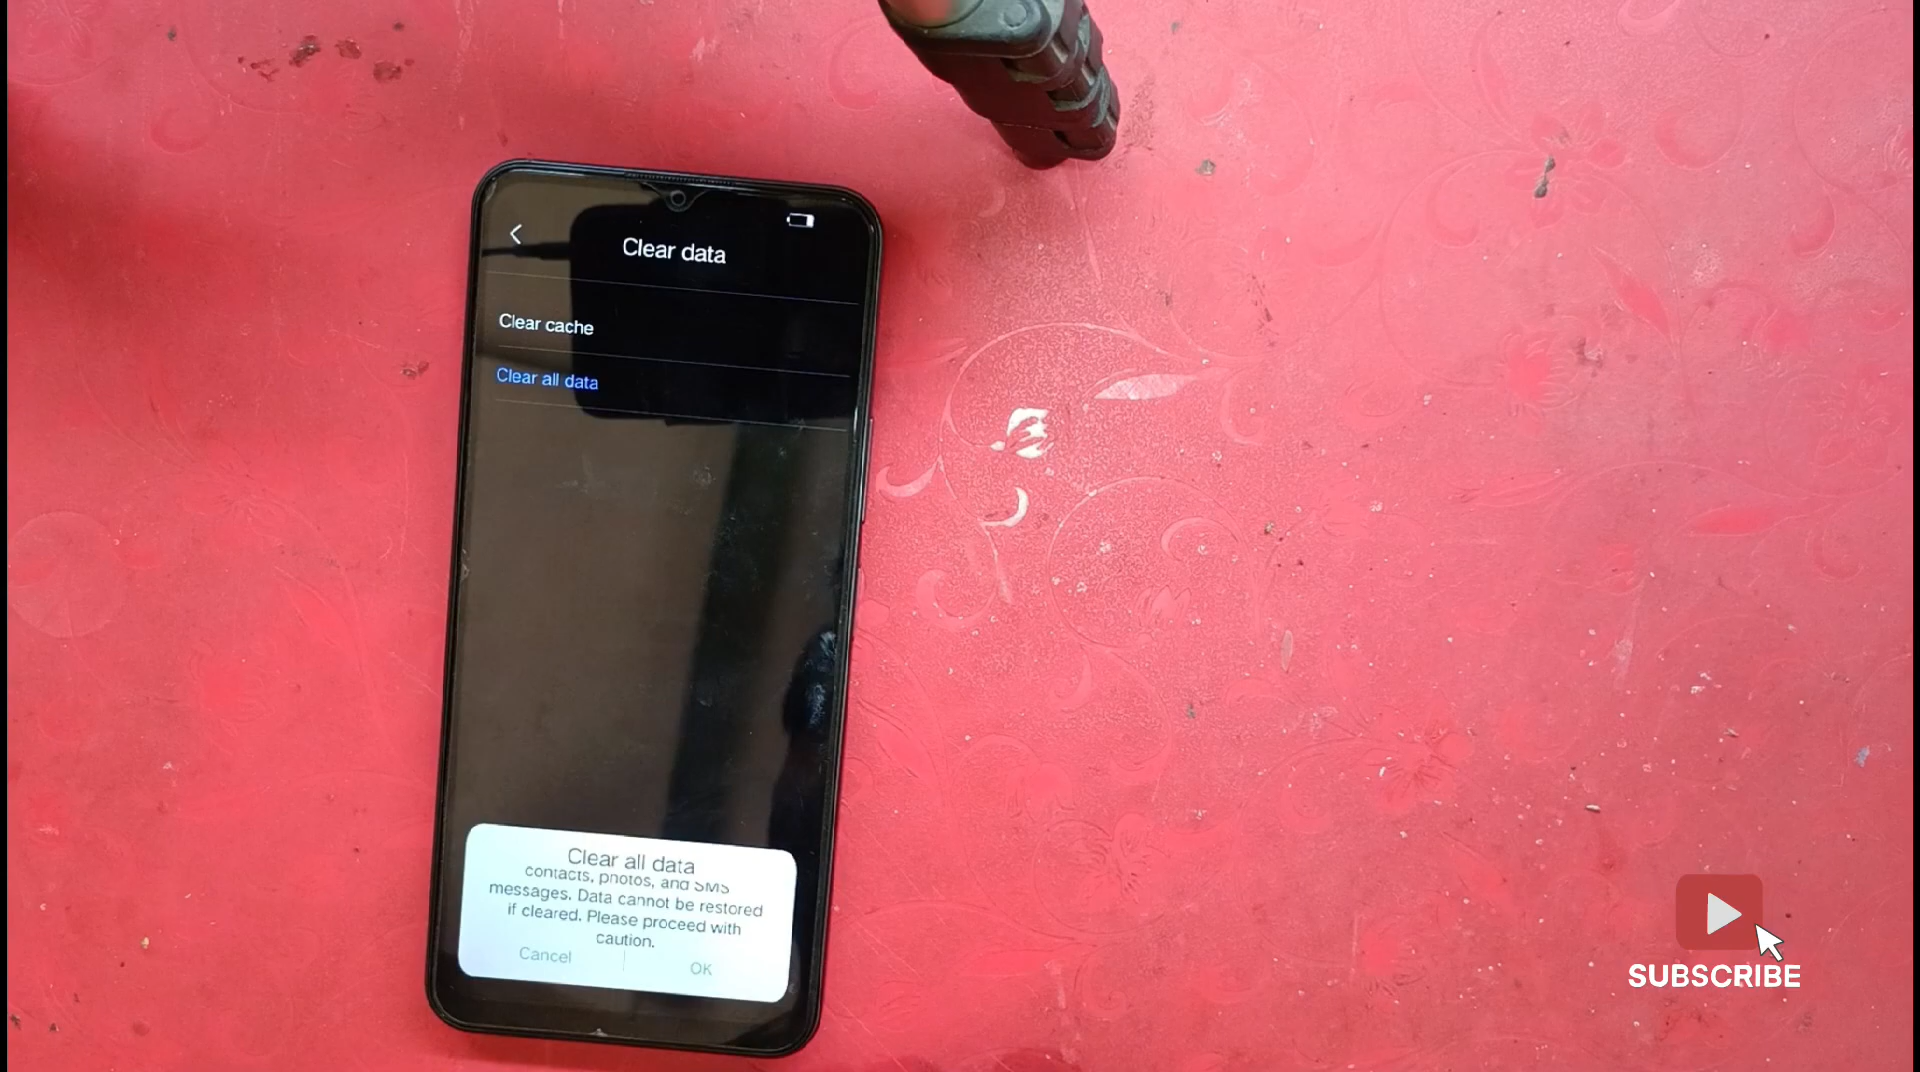 Clear data
Clear cache
Clear all data
Clear all data
contacts, photos, and SMS
messages. Data cannot be restored
if cleared. Please proceed with
caution.
Cancel
OK
SUBSCRIBE